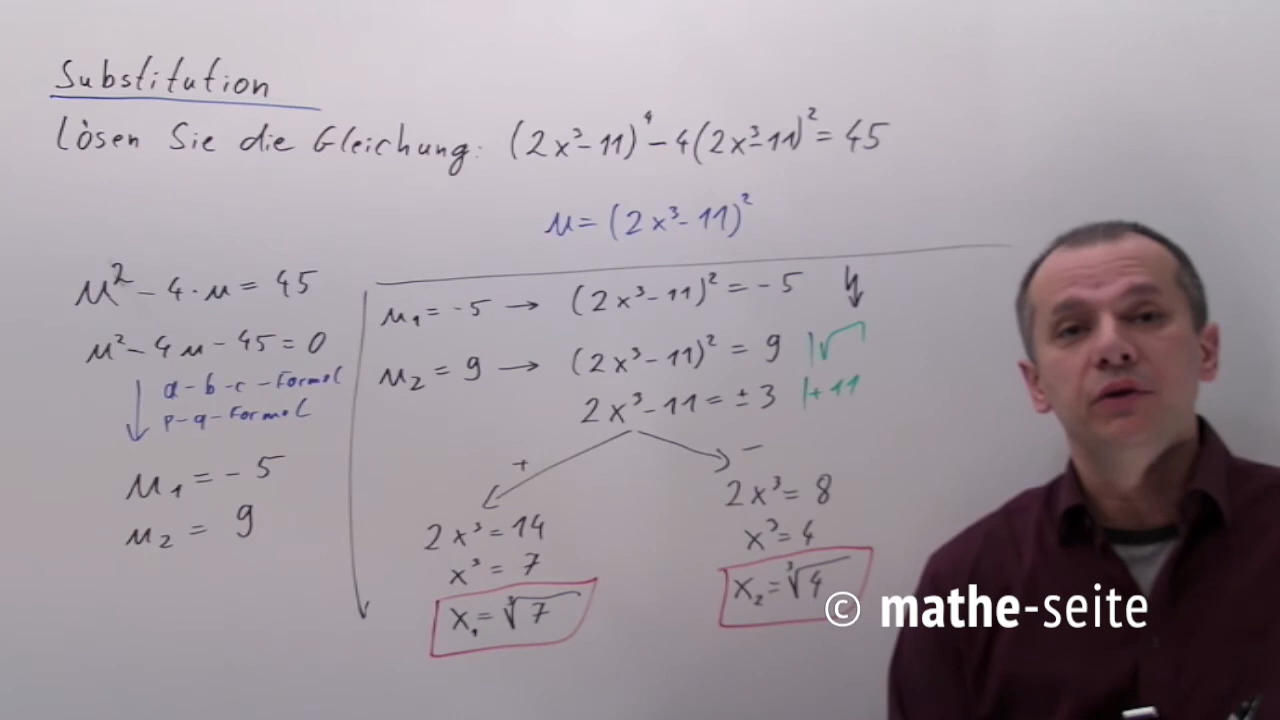 Substitution
Lösen Sie die Gleichung: (2x³-11)⁴ - 4(2x³-11)² = 45
u = (2x³-11)²
u² - 4·u = 45
u² - 4u - 45 = 0
a-b-c-Formel
p-q-Formel
u₁ = -5
u₂ = 9
u₁ = -5 → (2x³-11)² = -5 ↯
u₂ = 9 → (2x³-11)² = 9 |√
2x³-11 = ±3 |+11
+
2x³ = 14
x³ = 7
x₁ = ³√7
-
2x³ = 8
x³ = 4
x₂ = ³√4
© mathe-seite